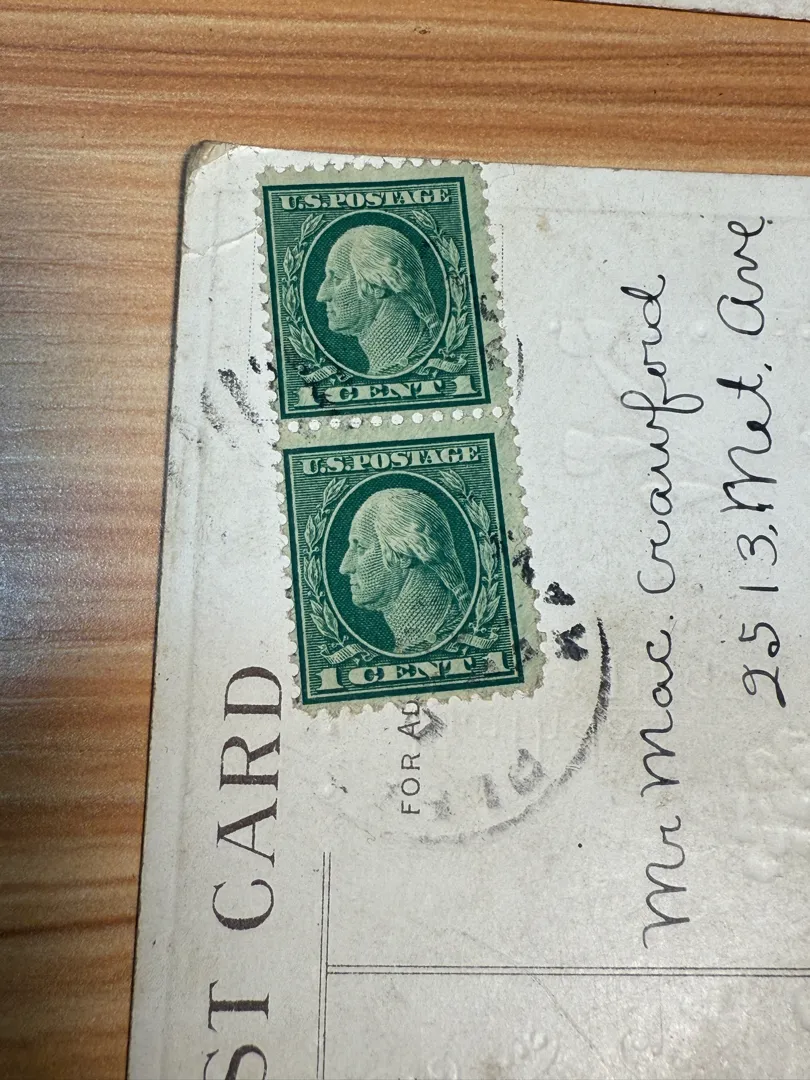 U.S. POSTAGE
1 CENT 1
U.S. POSTAGE
1 CENT 1
ST CARD
FOR AD
Mr Mac. Crawford
2513, Met. Ave